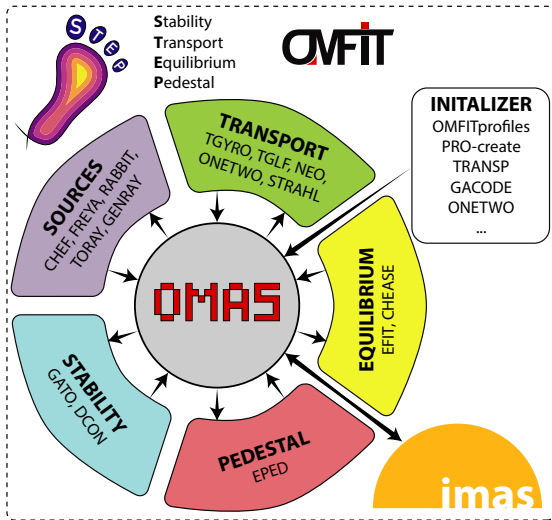 STEP
Stability
Transport
Equilibrium
Pedestal
OMFIT
INITALIZER
OMFITprofiles
PRO-create
TRANSP
GACODE
ONETWO
...
TRANSPORT
TGYRO, TGLF, NEO,
ONETWO, STRAHL
SOURCES
CHEF, FREYA, RABBIT,
TORAY, GENRAY
OMAS
EQUILIBRIUM
EFIT, CHEASE
STABILITY
GATO, DCON
PEDESTAL
EPED
imas